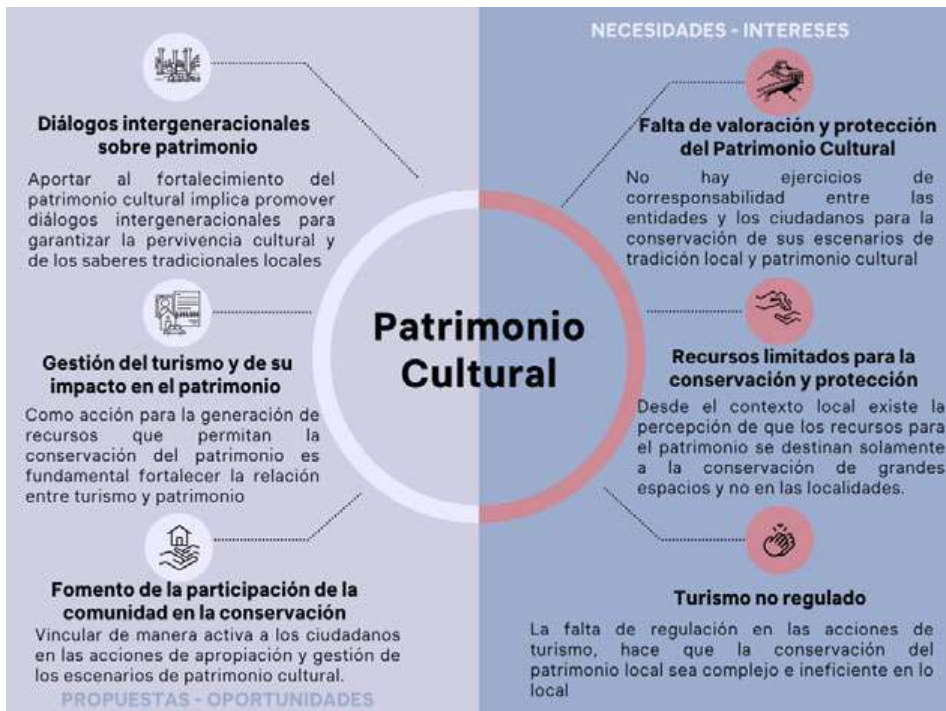 Diálogos intergeneracionales
sobre patrimonio
Aportar al fortalecimiento del
patrimonio cultural implica promover
diálogos intergeneracionales para
garantizar la pervivencia cultural y
de los saberes tradicionales locales
Gestión del turismo y de su
impacto en el patrimonio
Como acción para la generación de
recursos que permitan la
conservación del patrimonio es
fundamental fortalecer la relación
entre turismo y patrimonio
Fomento de la participación de la
comunidad en la conservación
Vincular de manera activa a los ciudadanos
en las acciones de apropiación y gestión de
los escenarios de patrimonio cultural.
PROPUESTAS - OPORTUNIDADES
Patrimonio
Cultural
NECESIDADES - INTERESES
Falta de valoración y protección
del Patrimonio Cultural
No hay ejercicios de
corresponsabilidad entre las
entidades y los ciudadanos para la
conservación de sus escenarios de
tradición local y patrimonio cultural
Recursos limitados para la
conservación y protección
Desde el contexto local existe la
percepción de que los recursos para
el patrimonio se destinan solamente
a la conservación de grandes
espacios y no en las localidades.
Turismo no regulado
La falta de regulación en las acciones de
turismo, hace que la conservación del
patrimonio local sea complejo e ineficiente en lo
local